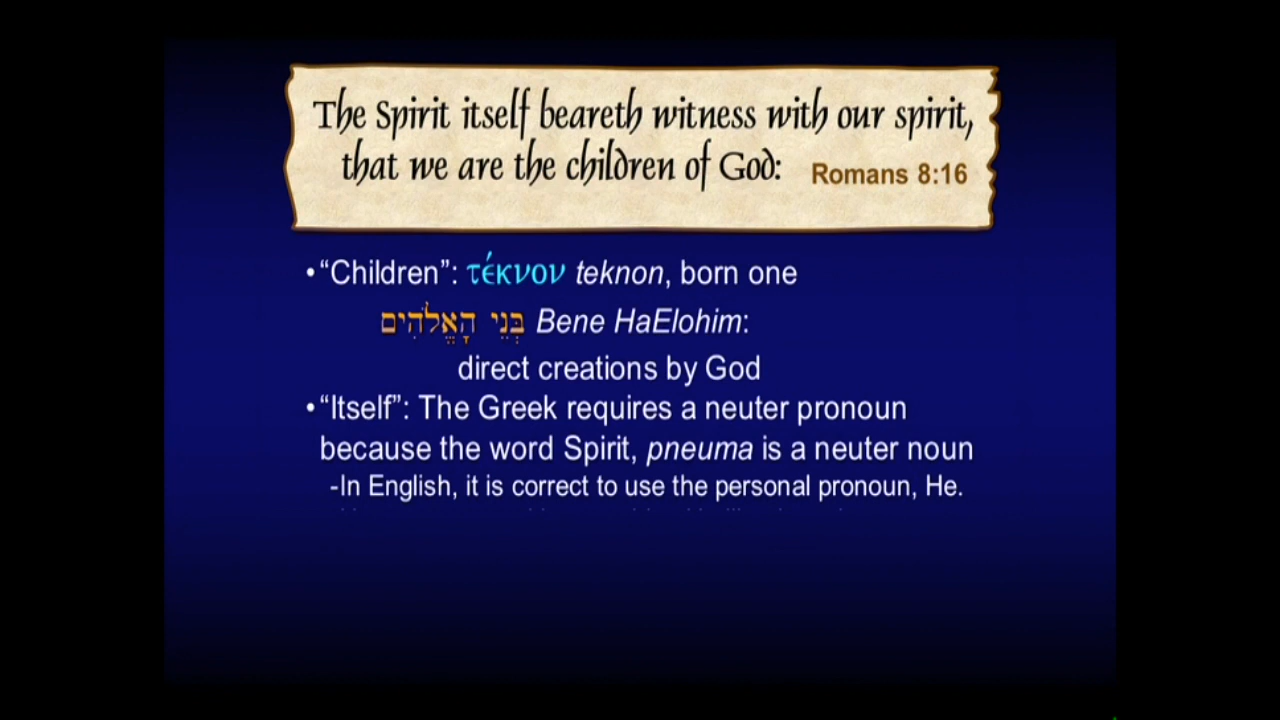 The Spirit itself beareth witness with our spirit,
that we are the children of God: Romans 8:16
•“Children”: τέκνον teknon, born one
בְּנֵי הָאֱלֹהִים Bene HaElohim:
direct creations by God
•“Itself”: The Greek requires a neuter pronoun
because the word Spirit, pneuma is a neuter noun
-In English, it is correct to use the personal pronoun, He.